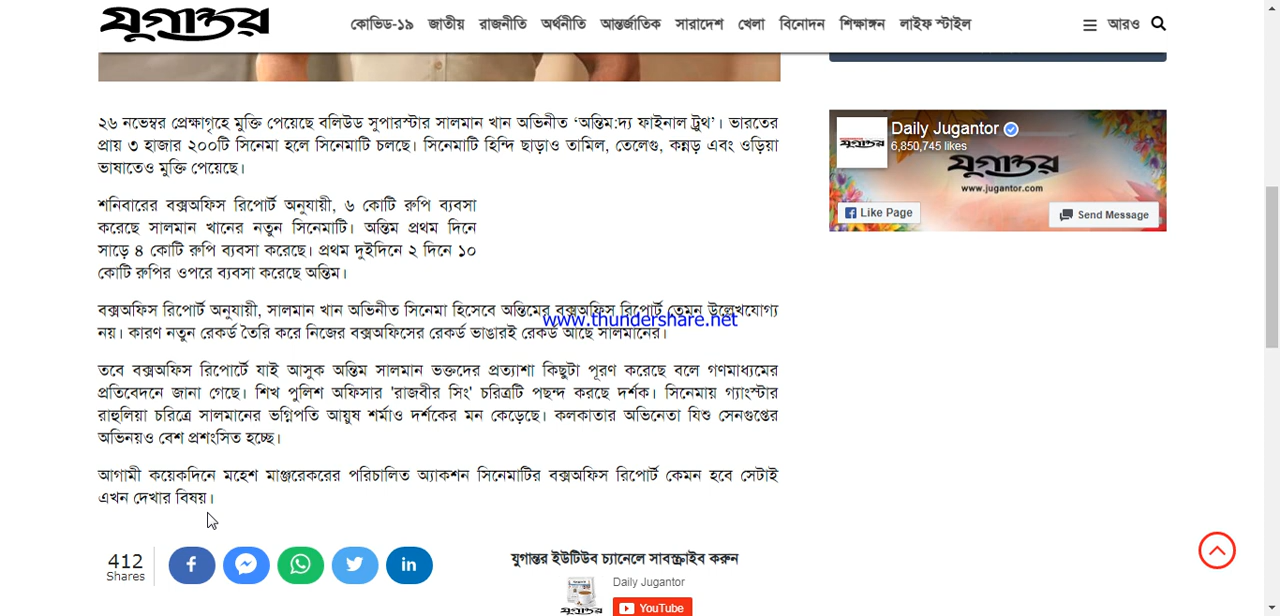 যুগান্তর
কোভিড-১৯ জাতীয় রাজনীতি অর্থনীতি আন্তর্জাতিক সারাদেশ খেলা বিনোদন শিক্ষাঙ্গন লাইফ স্টাইল
আরও
২৬ নভেম্বর প্রেক্ষাগৃহে মুক্তি পেয়েছে বলিউড সুপারস্টার সালমান খান অভিনীত ‘অন্তিম:দ্য ফাইনাল ট্রুথ’। ভারতের
প্রায় ৩ হাজার ২০০টি সিনেমা হলে সিনেমাটি চলছে। সিনেমাটি হিন্দি ছাড়াও তামিল, তেলেগু, কন্নড় এবং ওড়িয়া
ভাষাতেও মুক্তি পেয়েছে।
শনিবারের বক্সঅফিস রিপোর্ট অনুযায়ী, ৬ কোটি রুপি ব্যবসা
করেছে সালমান খানের নতুন সিনেমাটি। অন্তিম প্রথম দিনে
সাড়ে ৪ কোটি রুপি ব্যবসা করেছে। প্রথম দুইদিনে ২ দিনে ১০
কোটি রুপির ওপরে ব্যবসা করেছে অন্তিম।
বক্সঅফিস রিপোর্ট অনুযায়ী, সালমান খান অভিনীত সিনেমা হিসেবে অন্তিমের বক্সঅফিস রিপোর্ট তেমন উল্লেখযোগ্য
নয়। কারণ নতুন রেকর্ড তৈরি করে নিজের বক্সঅফিসের রেকর্ড ভাঙারই রেকর্ড আছে সালমানের।
www.thundershare.net
তবে বক্সঅফিস রিপোর্টে যাই আসুক অন্তিম সালমান ভক্তদের প্রত্যাশা কিছুটা পূরণ করেছে বলে গণমাধ্যমের
প্রতিবেদনে জানা গেছে। শিখ পুলিশ অফিসার 'রাজবীর সিং' চরিত্রটি পছন্দ করছে দর্শক। সিনেমায় গ্যাংস্টার
রাহুলিয়া চরিত্রে সালমানের ভগ্নিপতি আয়ুষ শর্মাও দর্শকের মন কেড়েছে। কলকাতার অভিনেতা যিশু সেনগুপ্তের
অভিনয়ও বেশ প্রশংসিত হচ্ছে।
আগামী কয়েকদিনে মহেশ মাঞ্জরেকরের পরিচালিত অ্যাকশন সিনেমাটির বক্সঅফিস রিপোর্ট কেমন হবে সেটাই
এখন দেখার বিষয়।
Daily Jugantor
6,850,745 likes
যুগান্তর
www.jugantor.com
Like Page
Send Message
412
Shares
যুগান্তর ইউটিউব চ্যানেলে সাবস্ক্রাইব করুন
Daily Jugantor
যুগান্তর
YouTube